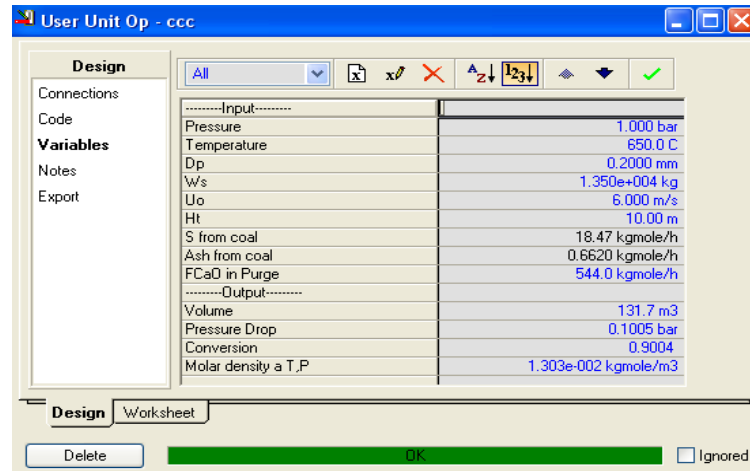 User Unit Op - ccc
Design
Connections
Code
Variables
Notes
Export
All
---------Input---------
Pressure 1.000 bar
Temperature 650.0 C
Dp 0.2000 mm
Ws 1.350e+004 kg
Uo 6.000 m/s
Ht 10.00 m
S from coal 18.47 kgmole/h
Ash from coal 0.6620 kgmole/h
FCaO in Purge 544.0 kgmole/h
---------Output---------
Volume 131.7 m3
Pressure Drop 0.1005 bar
Conversion 0.9004
Molar density a T,P 1.303e-002 kgmole/m3
Design Worksheet
Delete OK Ignored